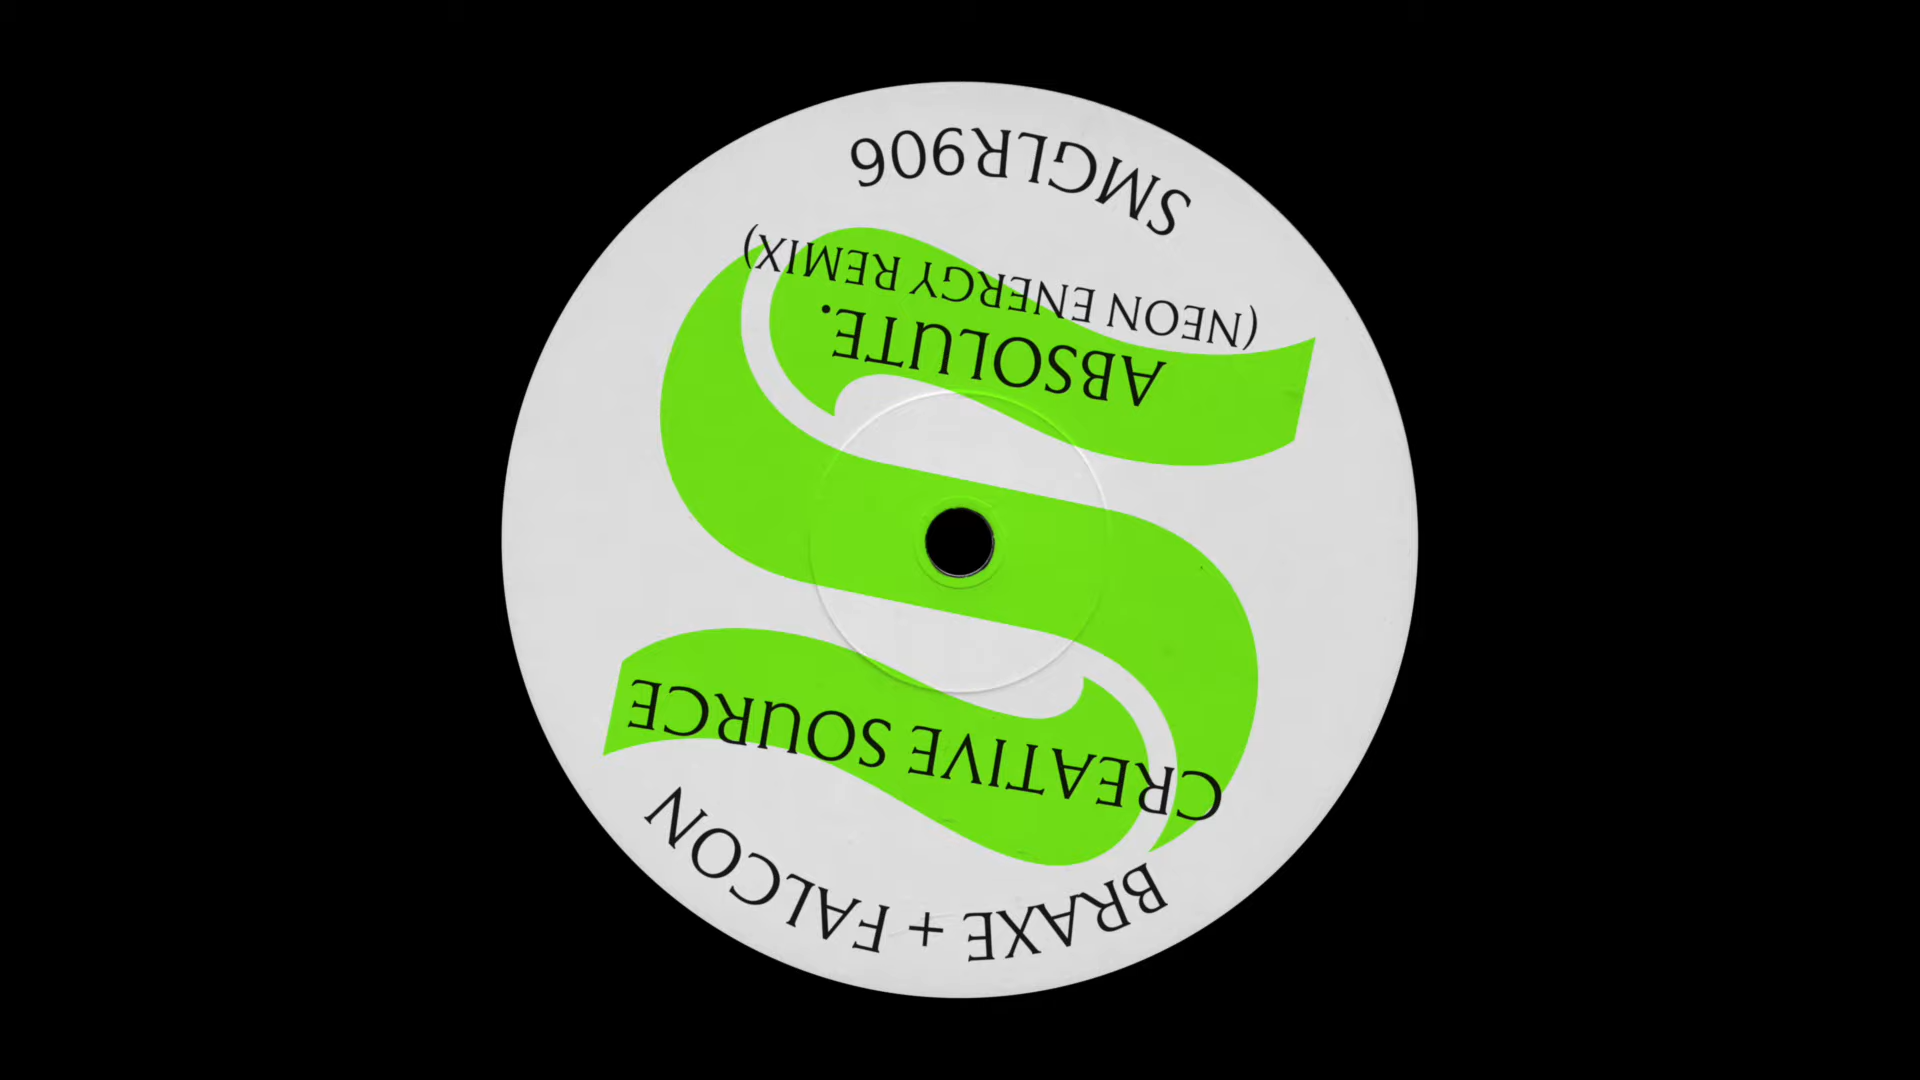 BRAXE + FALCON
CREATIVE SOURCE
ABSOLUTE.
(NEON ENERGY REMIX)
SMGLR906